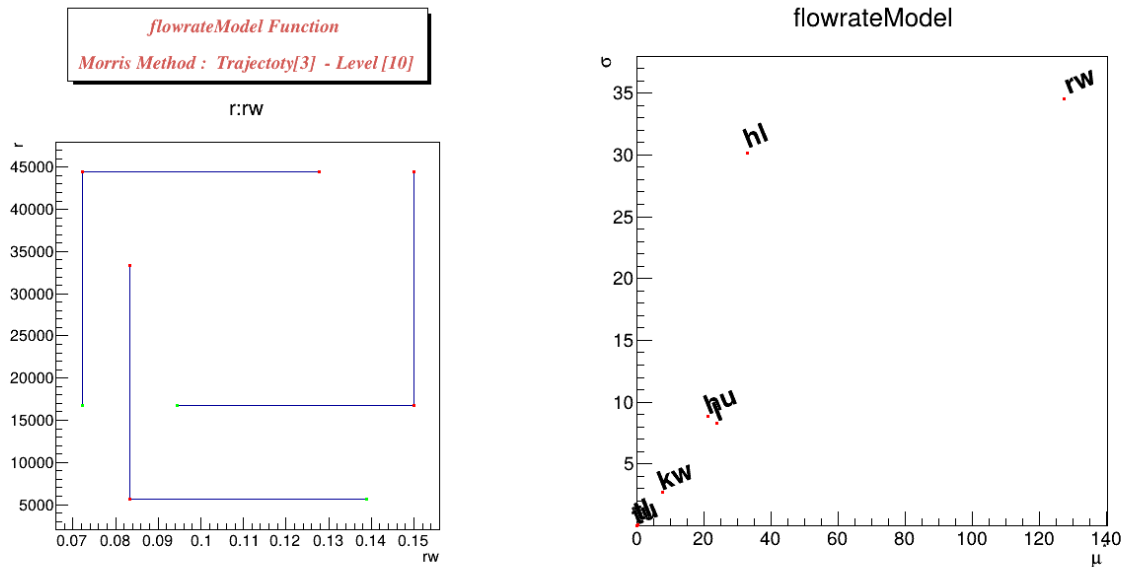 flowrateModel Function
Morris Method : Trajectoty[3] - Level [10]
r:rw
r
45000
40000
35000
30000
25000
20000
15000
10000
5000
0.07 0.08 0.09 0.1 0.11 0.12 0.13 0.14 0.15
rw
flowrateModel
σ
35
30
25
20
15
10
5
rw
hl
hu
l
kw
0 20 40 60 80 100 120 140
μ